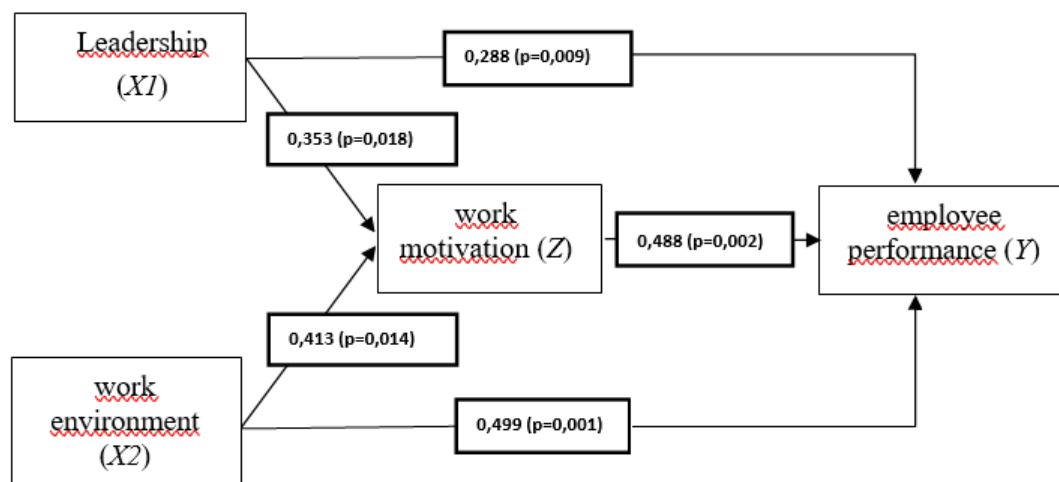 Leadership
(X1)
0,288 (p=0,009)
0,353 (p=0,018)
work
motivation (Z)
0,488 (p=0,002)
employee
performance (Y)
0,413 (p=0,014)
work
environment
(X2)
0,499 (p=0,001)